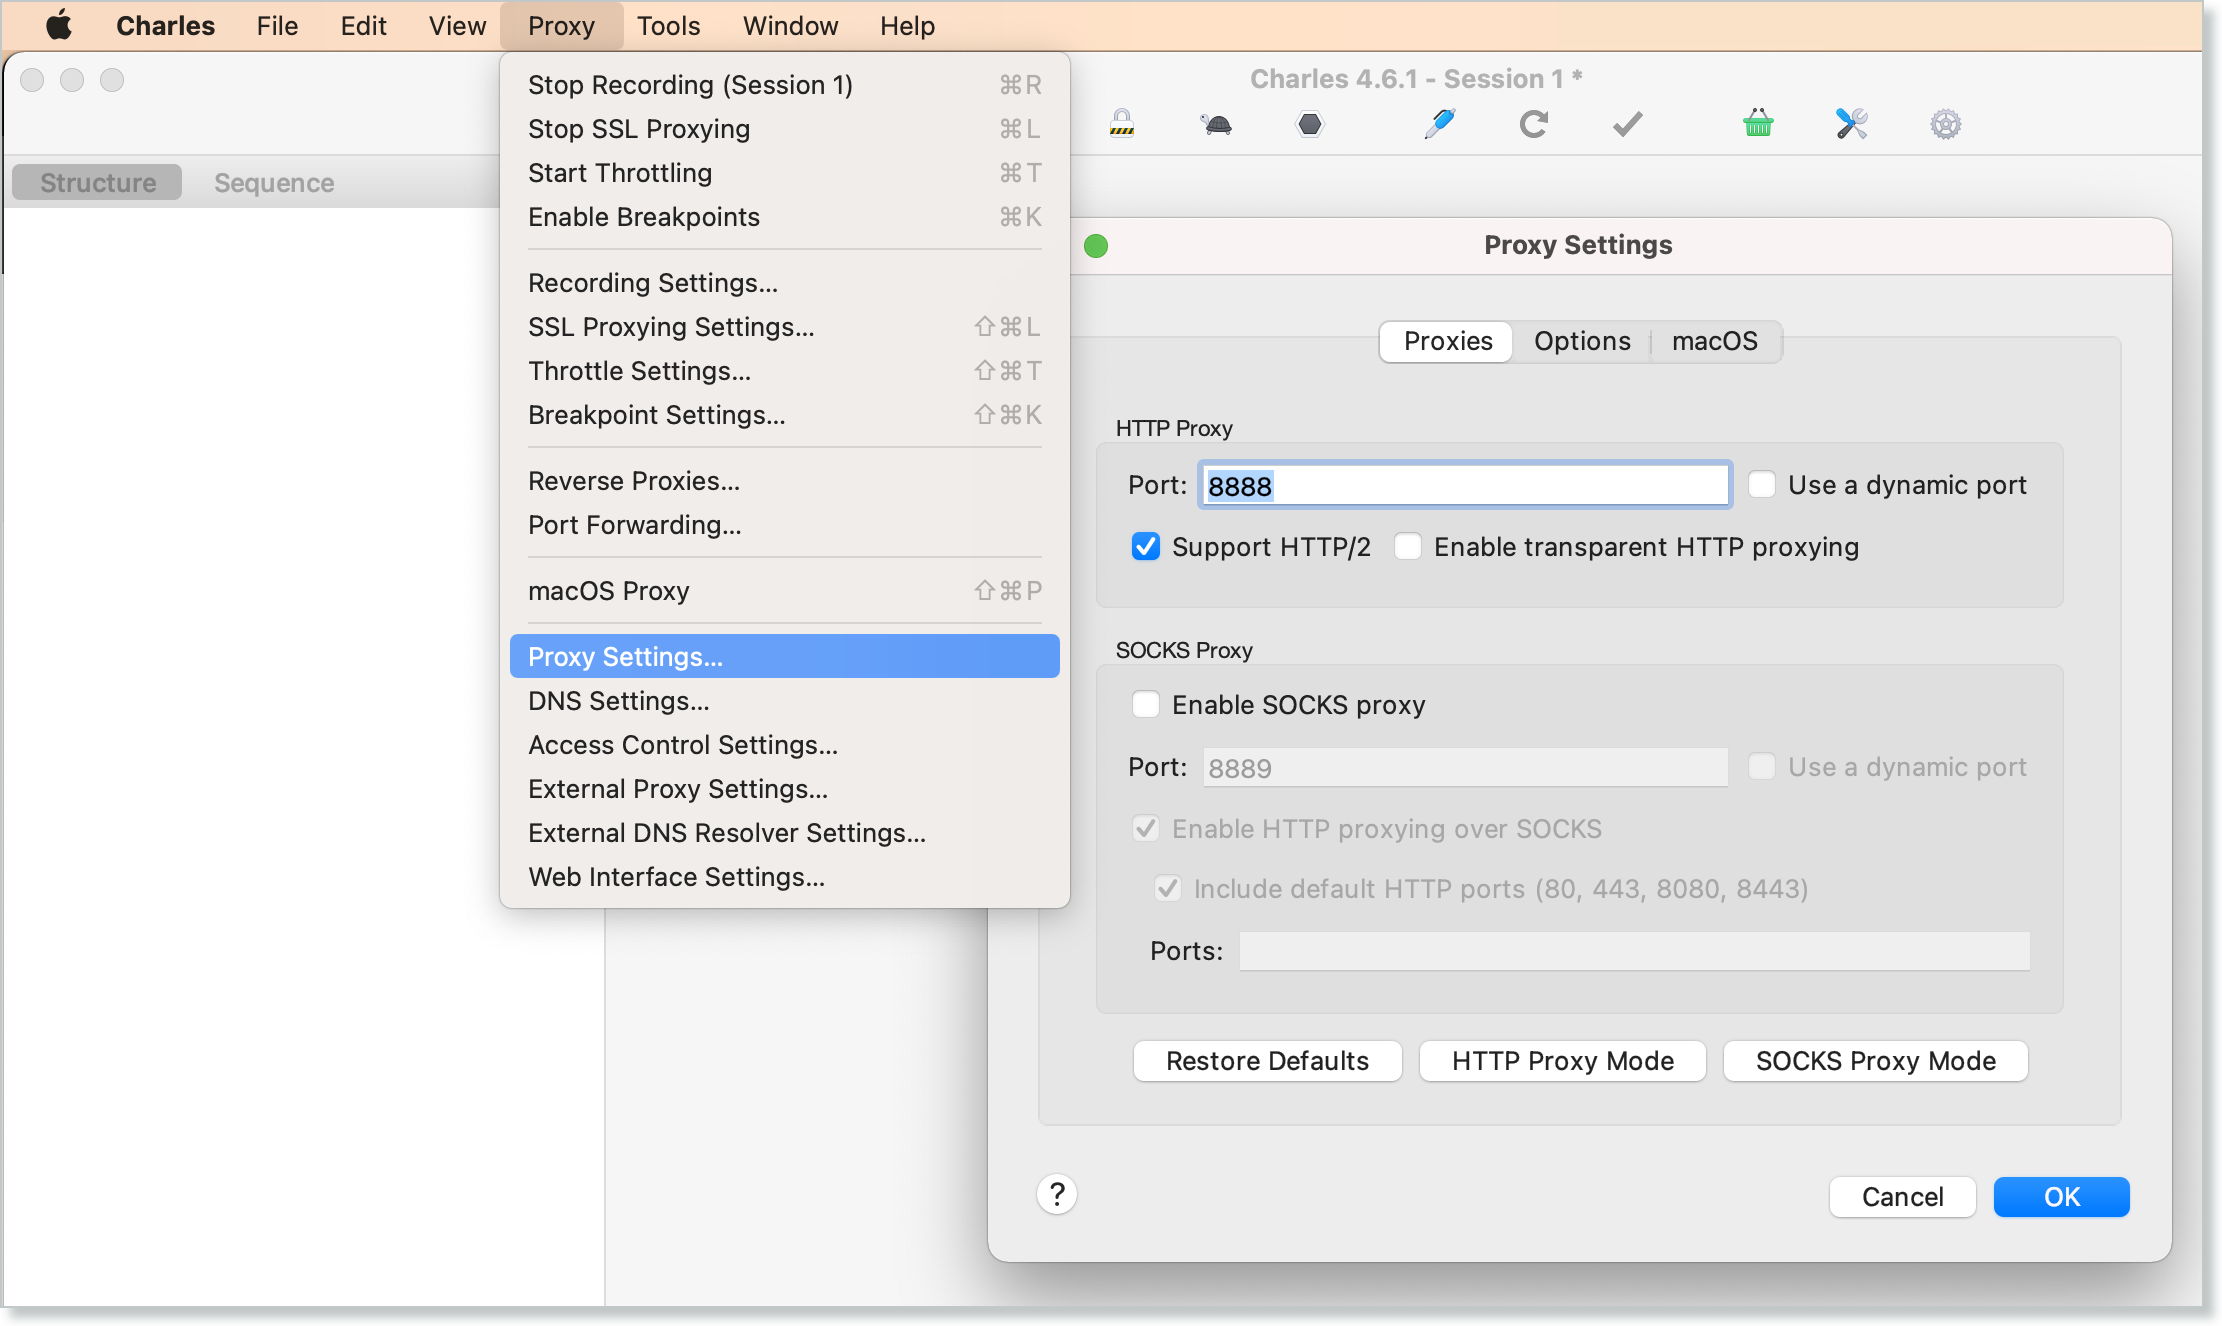 Charles File Edit View Proxy Tools Window Help
Charles 4.6.1 - Session 1 *
Structure Sequence
Stop Recording (Session 1) ⌘R
Stop SSL Proxying ⌘L
Start Throttling ⌘T
Enable Breakpoints ⌘K
Recording Settings...
SSL Proxying Settings... ⇧⌘L
Throttle Settings... ⇧⌘T
Breakpoint Settings... ⇧⌘K
Reverse Proxies...
Port Forwarding...
macOS Proxy ⇧⌘P
Proxy Settings...
DNS Settings...
Access Control Settings...
External Proxy Settings...
External DNS Resolver Settings...
Web Interface Settings...
Proxy Settings
Proxies Options macOS
HTTP Proxy
Port: 8888 Use a dynamic port
Support HTTP/2 Enable transparent HTTP proxying
SOCKS Proxy
Enable SOCKS proxy
Port: 8889 Use a dynamic port
Enable HTTP proxying over SOCKS
Include default HTTP ports (80, 443, 8080, 8443)
Ports:
Restore Defaults HTTP Proxy Mode SOCKS Proxy Mode
? Cancel OK